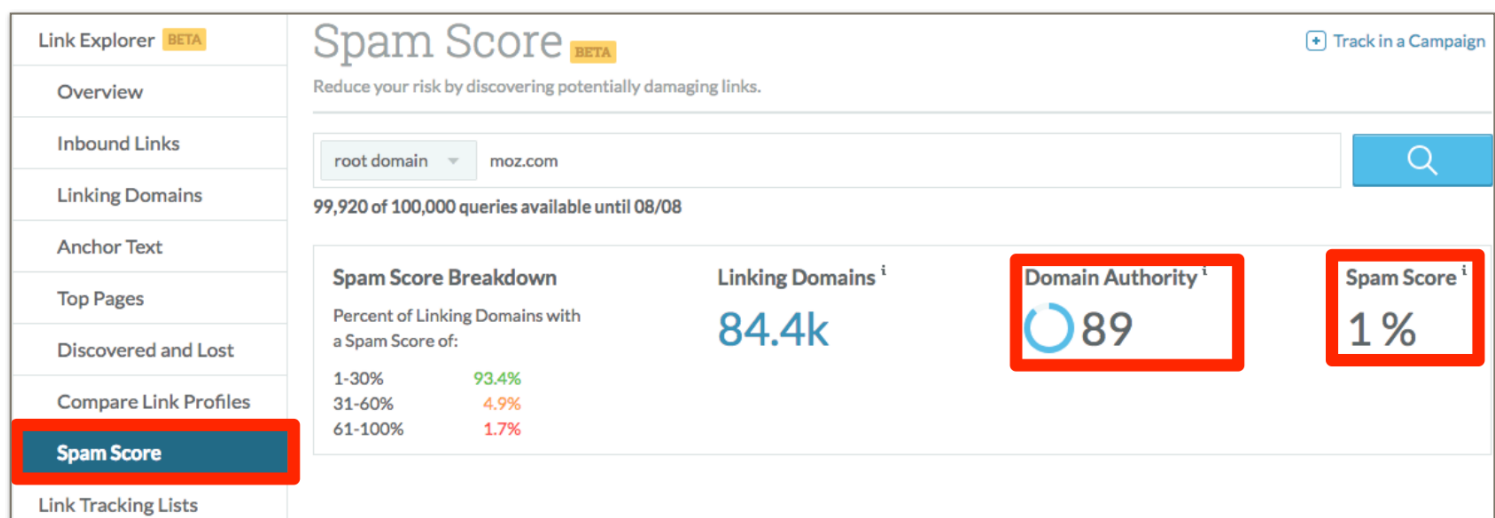 Link Explorer BETA
Overview
Inbound Links
Linking Domains
Anchor Text
Top Pages
Discovered and Lost
Compare Link Profiles
Spam Score
Link Tracking Lists
Spam Score BETA
Track in a Campaign
Reduce your risk by discovering potentially damaging links.
root domain moz.com
99,920 of 100,000 queries available until 08/08
Spam Score Breakdown
Percent of Linking Domains with
a Spam Score of:
1-30% 93.4%
31-60% 4.9%
61-100% 1.7%
Linking Domains i
84.4k
Domain Authority i
89
Spam Score i
1 %